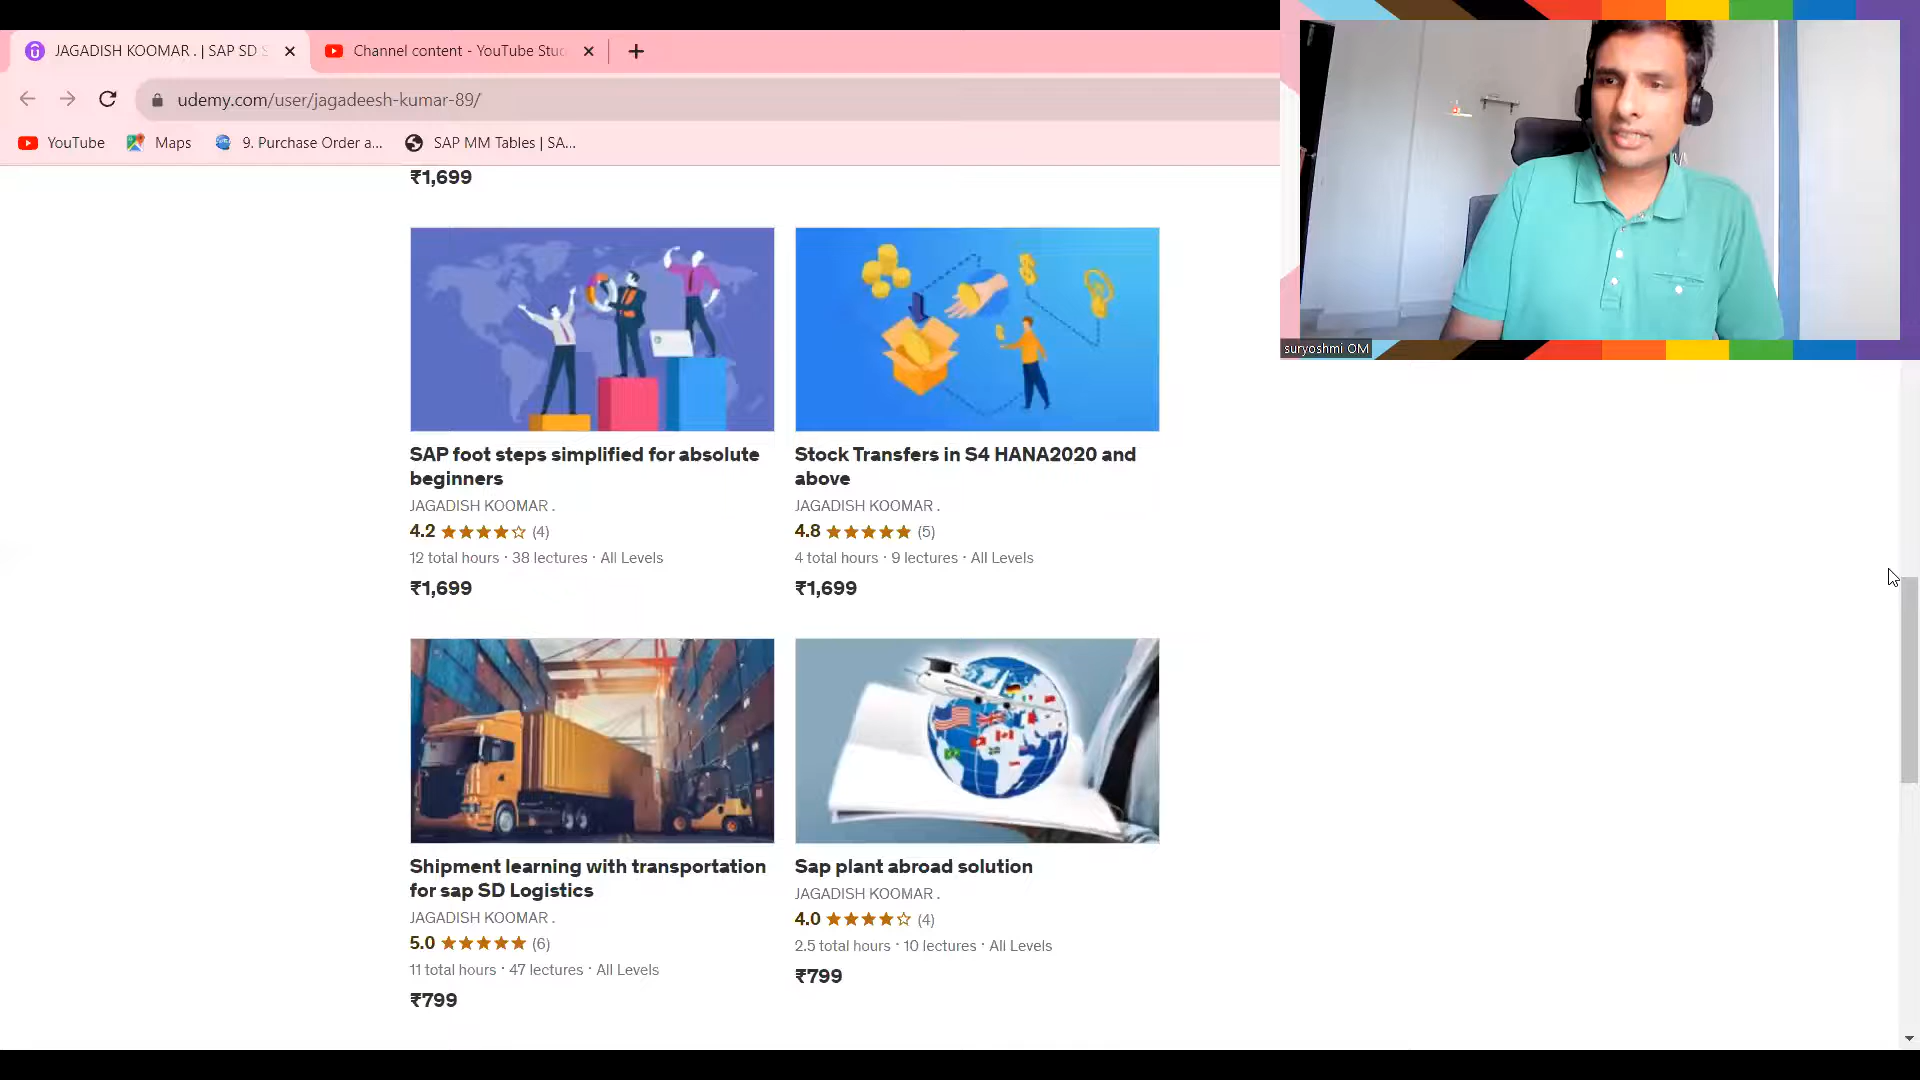 JAGADISH KOOMAR . | SAP SD S
Channel content - YouTube Stud
udemy.com/user/jagadeesh-kumar-89/
YouTube
Maps
9. Purchase Order a...
SAP MM Tables | SA...
suryoshmi OM
₹1,699
SAP foot steps simplified for absolute
beginners
JAGADISH KOOMAR .
4.2 (4)
12 total hours · 38 lectures · All Levels
₹1,699
Stock Transfers in S4 HANA2020 and
above
JAGADISH KOOMAR .
4.8 (5)
4 total hours · 9 lectures · All Levels
₹1,699
Shipment learning with transportation
for sap SD Logistics
JAGADISH KOOMAR .
5.0 (6)
11 total hours · 47 lectures · All Levels
₹799
Sap plant abroad solution
JAGADISH KOOMAR .
4.0 (4)
2.5 total hours · 10 lectures · All Levels
₹799